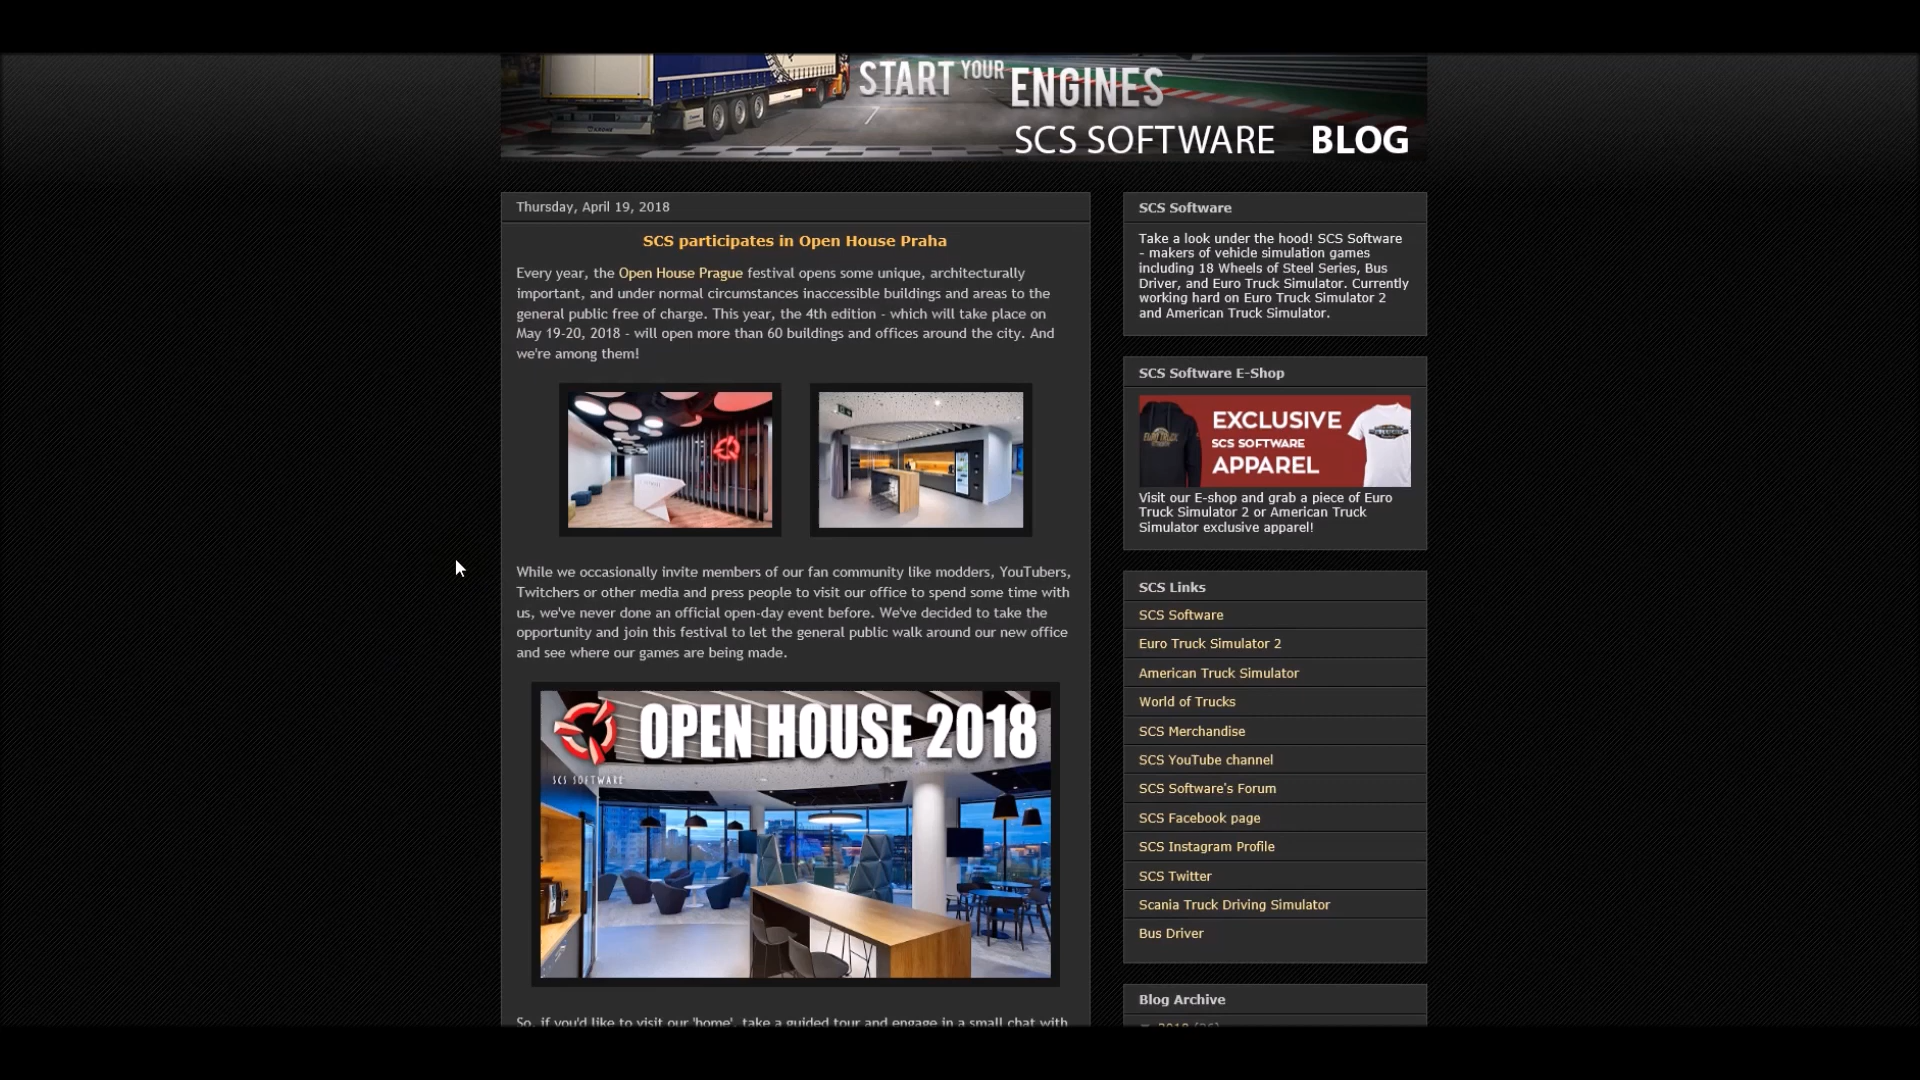 START YOUR ENGINES
SCS SOFTWARE BLOG
Thursday, April 19, 2018
SCS participates in Open House Praha
Every year, the Open House Prague festival opens some unique, architecturally
important, and under normal circumstances inaccessible buildings and areas to the
general public free of charge. This year, the 4th edition - which will take place on
May 19-20, 2018 - will open more than 60 buildings and offices around the city. And
we're among them!
While we occasionally invite members of our fan community like modders, YouTubers,
Twitchers or other media and press people to visit our office to spend some time with
us, we've never done an official open-day event before. We've decided to take the
opportunity and join this festival to let the general public walk around our new office
and see where our games are being made.
OPEN HOUSE 2018
SCS SOFTWARE
So, if you'd like to visit our 'home', take a guided tour and engage in a small chat with
SCS Software
Take a look under the hood! SCS Software
- makers of vehicle simulation games
including 18 Wheels of Steel Series, Bus
Driver, and Euro Truck Simulator. Currently
working hard on Euro Truck Simulator 2
and American Truck Simulator.
SCS Software E-Shop
EXCLUSIVE
SCS SOFTWARE
APPAREL
Visit our E-shop and grab a piece of Euro
Truck Simulator 2 or American Truck
Simulator exclusive apparel!
SCS Links
SCS Software
Euro Truck Simulator 2
American Truck Simulator
World of Trucks
SCS Merchandise
SCS YouTube channel
SCS Software's Forum
SCS Facebook page
SCS Instagram Profile
SCS Twitter
Scania Truck Driving Simulator
Bus Driver
Blog Archive